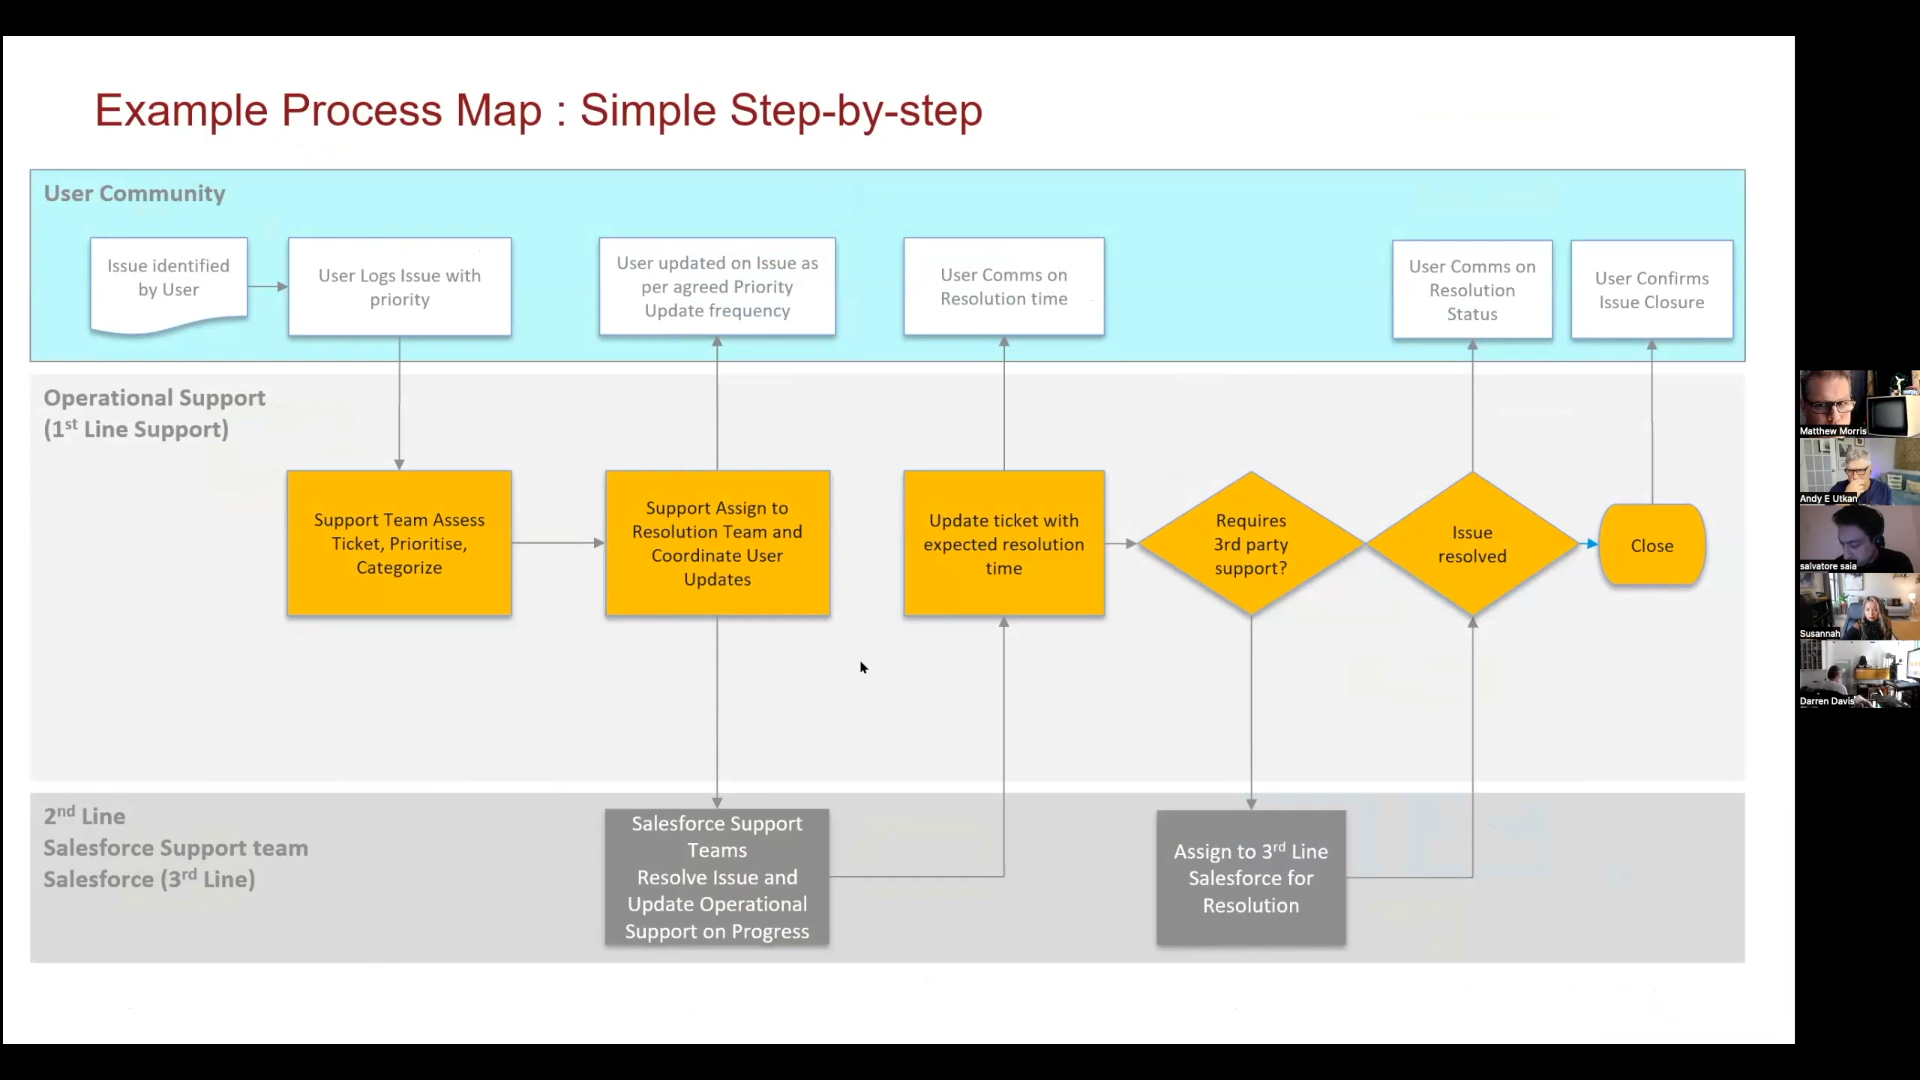 Example Process Map : Simple Step-by-step
User Community
Issue identified
by User
User Logs Issue with
priority
User updated on Issue as
per agreed Priority
Update frequency
User Comms on
Resolution time
User Comms on
Resolution
Status
User Confirms
Issue Closure
Operational Support
(1st Line Support)
Support Team Assess
Ticket, Prioritise,
Categorize
Support Assign to
Resolution Team and
Coordinate User
Updates
Update ticket with
expected resolution
time
Requires
3rd party
support?
Issue
resolved
Close
2nd Line
Salesforce Support team
Salesforce (3rd Line)
Salesforce Support
Teams
Resolve Issue and
Update Operational
Support on Progress
Assign to 3rd Line
Salesforce for
Resolution
Matthew Morris
Andy E Utkan
salvatore saia
Susannah
Darren Davis